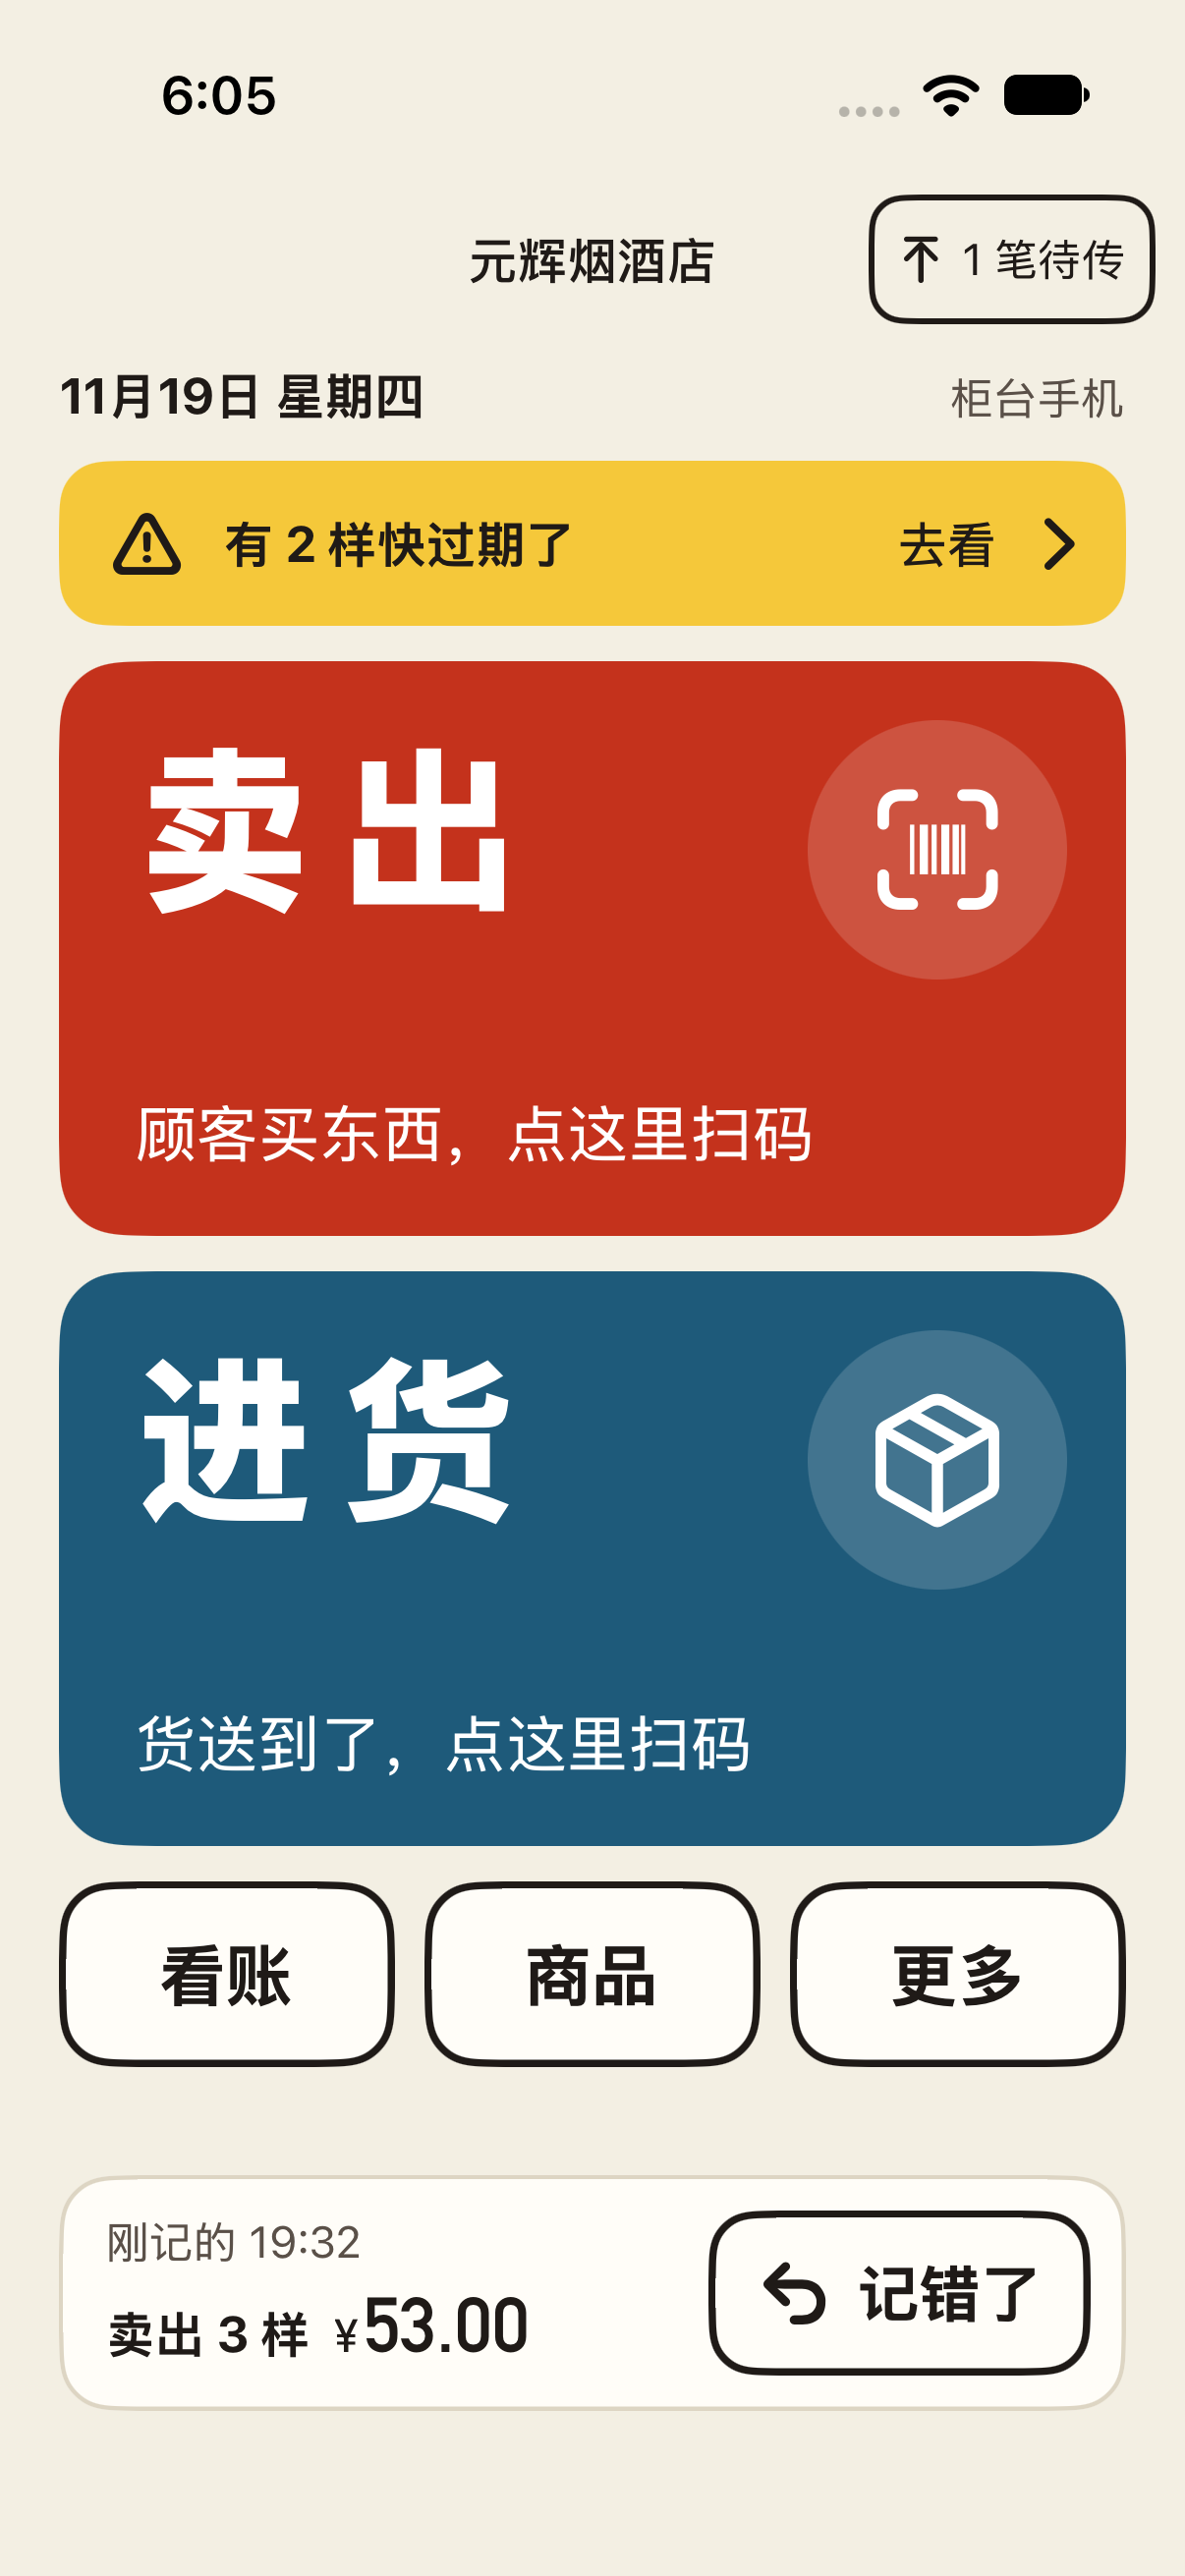 6:05
元辉烟酒店
1 笔待传
11月19日 星期四
柜台手机
有 2 样快过期了
去看
卖出
顾客买东西，点这里扫码
进货
货送到了，点这里扫码
看账
商品
更多
刚记的 19:32
卖出 3 样 ¥53.00
记错了